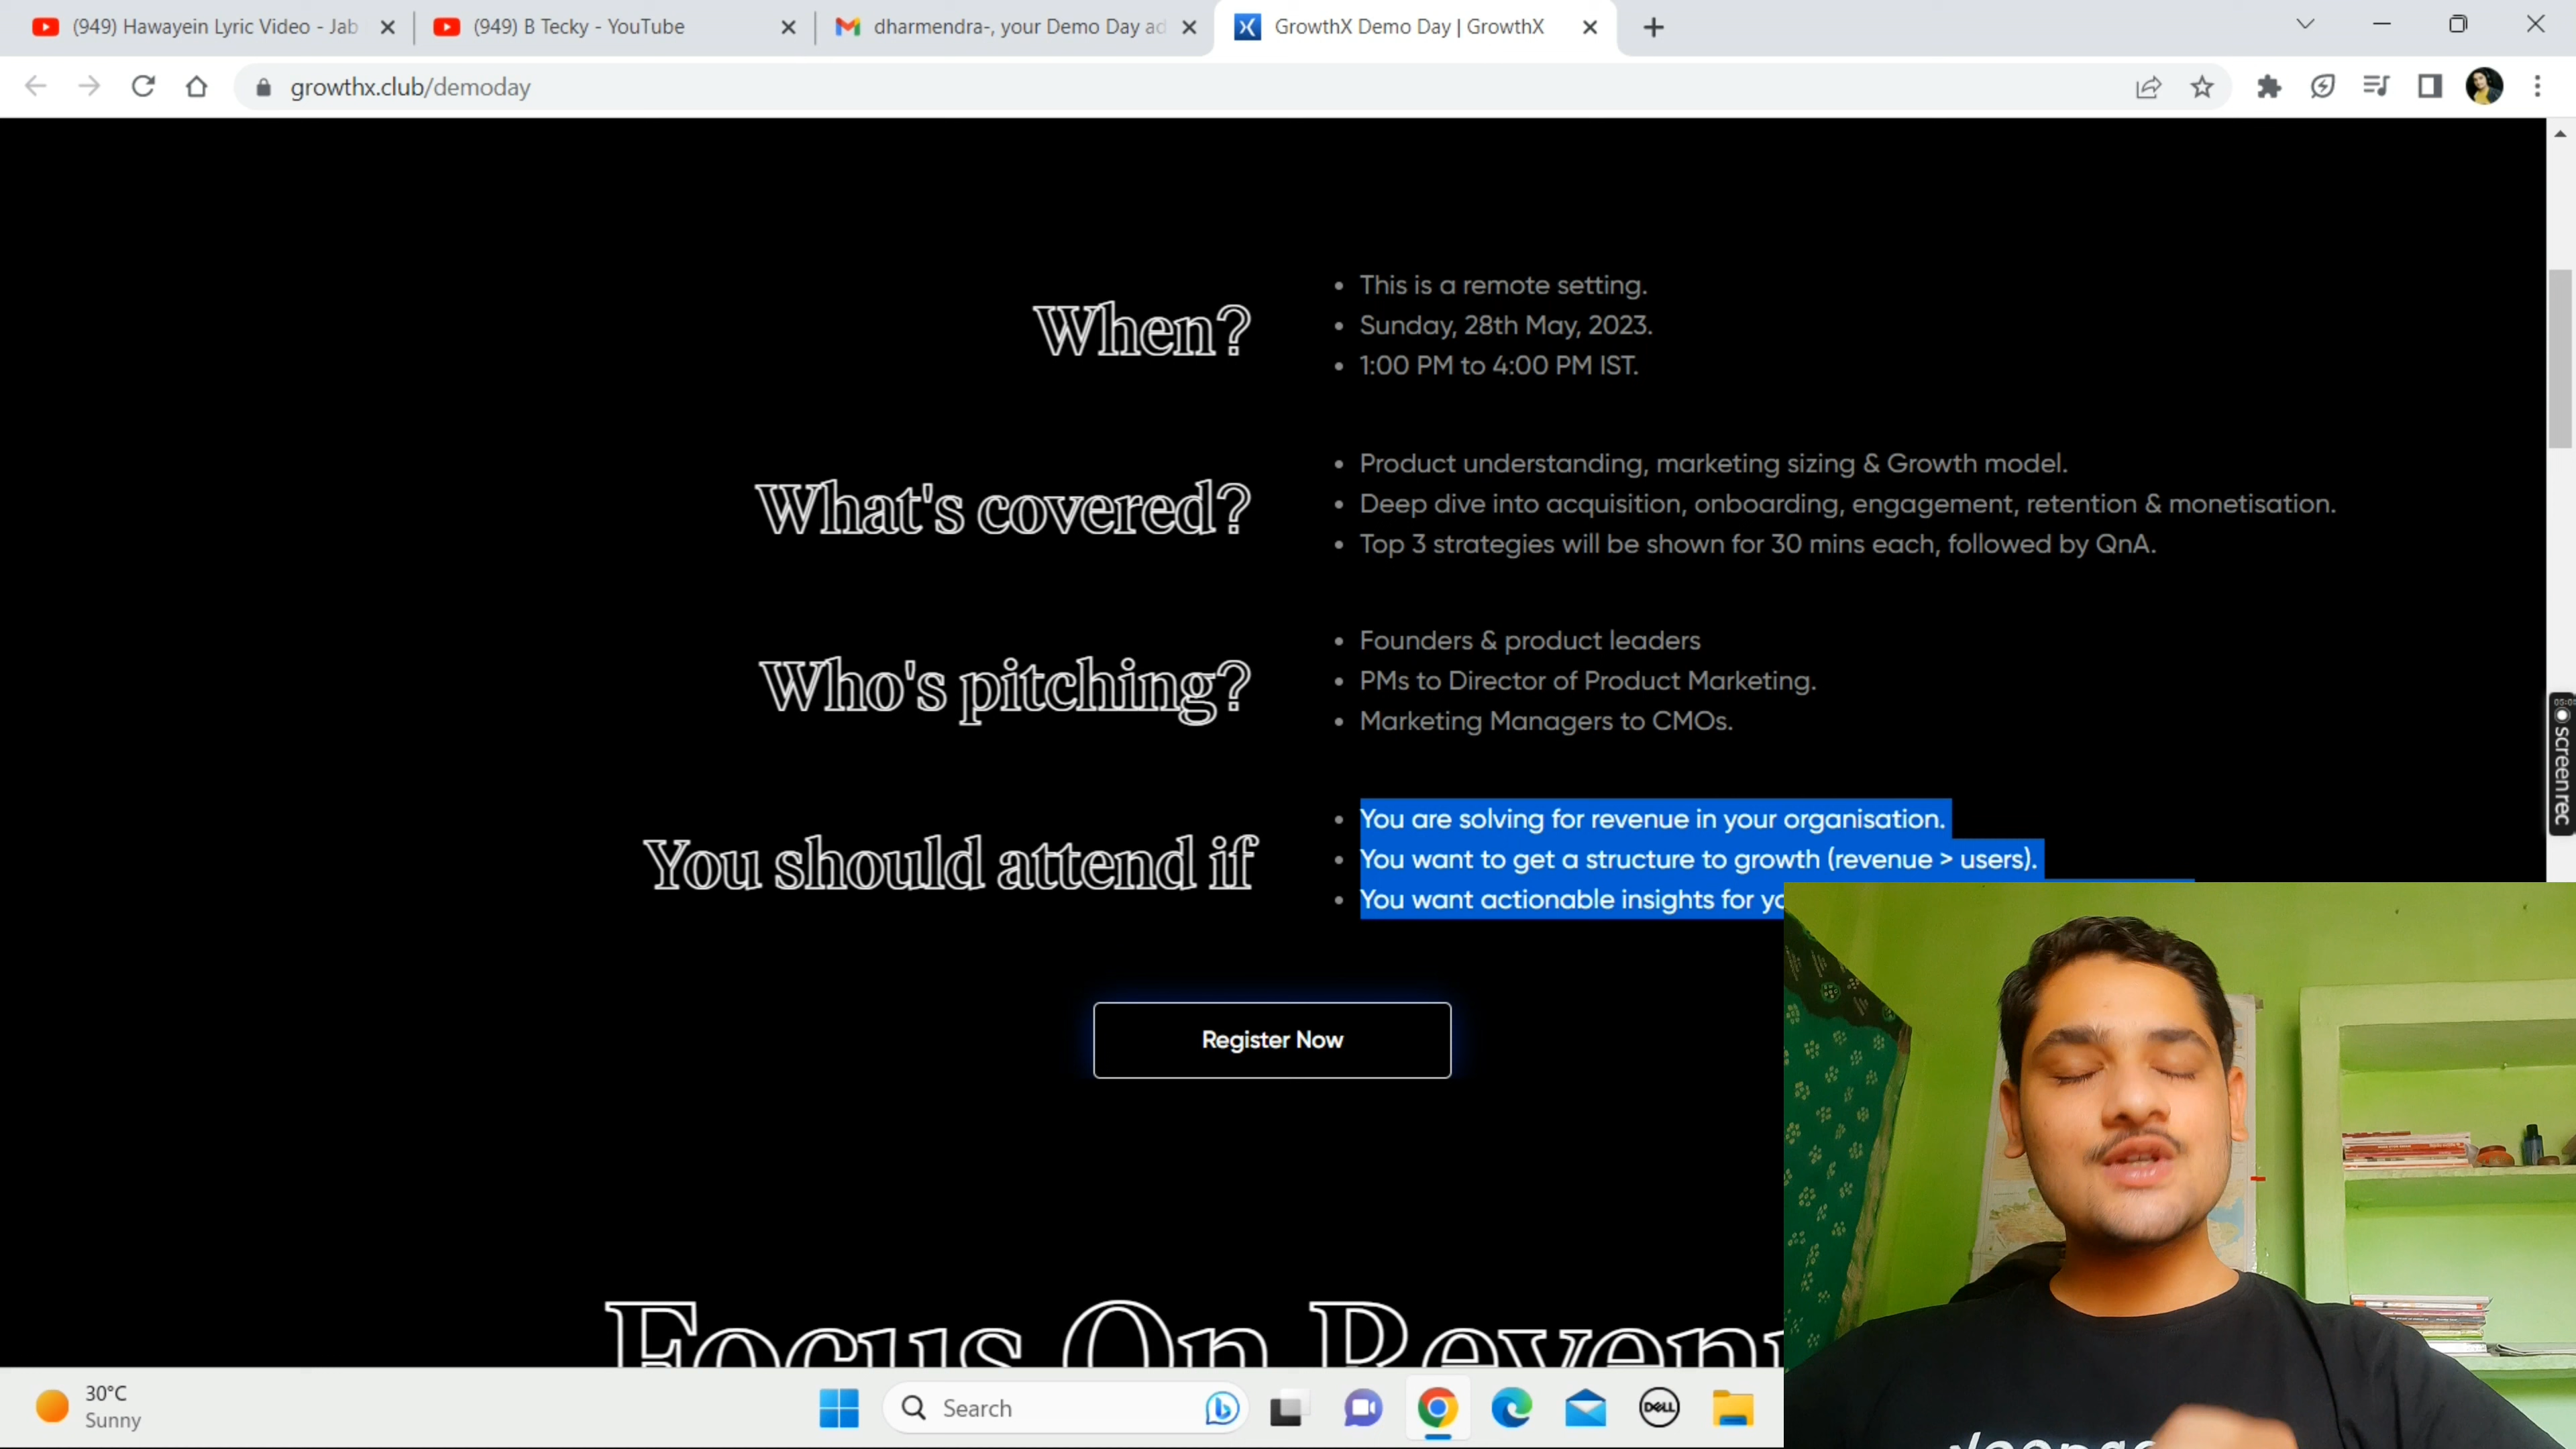 (949) Hawayein Lyric Video - Jab
(949) B Tecky - YouTube
dharmendra-, your Demo Day ad
GrowthX Demo Day | GrowthX
growthx.club/demoday
When?
This is a remote setting.
Sunday, 28th May, 2023.
1:00 PM to 4:00 PM IST.
What's covered?
Product understanding, marketing sizing & Growth model.
Deep dive into acquisition, onboarding, engagement, retention & monetisation.
Top 3 strategies will be shown for 30 mins each, followed by QnA.
Who's pitching?
Founders & product leaders
PMs to Director of Product Marketing.
Marketing Managers to CMOs.
You should attend if
You are solving for revenue in your organisation.
You want to get a structure to growth (revenue > users).
You want actionable insights for yo
Register Now
Focus On Revenu
screenrec
30°C
Sunny
Search
DELL